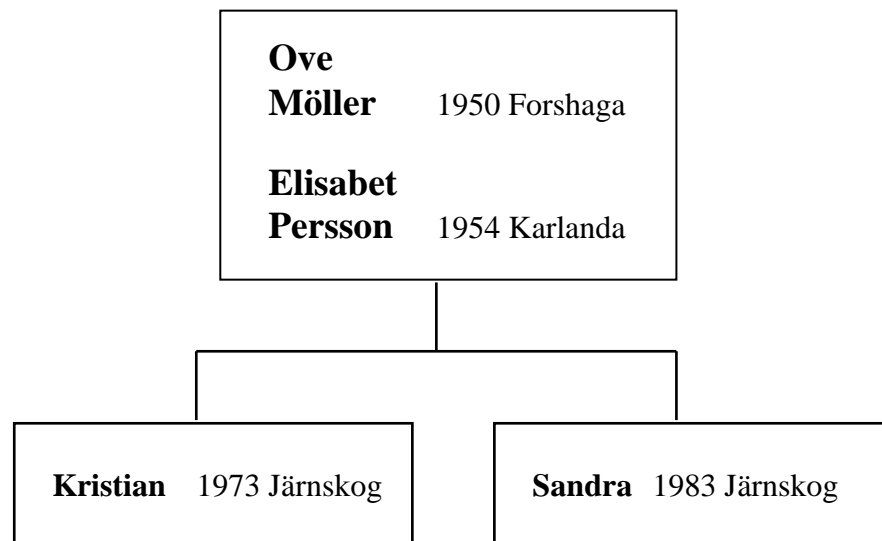 Ove
Möller 1950 Forshaga
Elisabet
Persson 1954 Karlanda
Kristian 1973 Järnskog
Sandra 1983 Järnskog